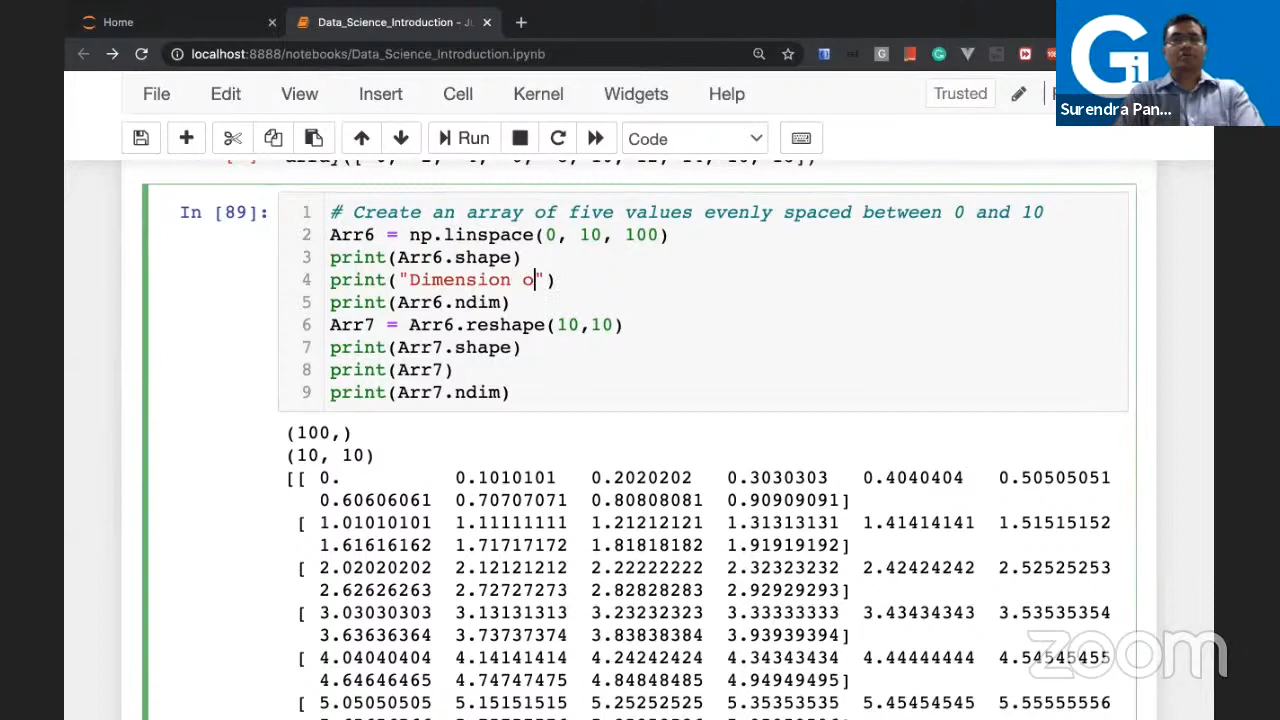 Home
Data_Science_Introduction - Ju
localhost:8888/notebooks/Data_Science_Introduction.ipynb
Gi
Surendra Pan...
File Edit View Insert Cell Kernel Widgets Help Trusted
Run Code
In [89]:
1 # Create an array of five values evenly spaced between 0 and 10
2 Arr6 = np.linspace(0, 10, 100)
3 print(Arr6.shape)
4 print("Dimension o")
5 print(Arr6.ndim)
6 Arr7 = Arr6.reshape(10,10)
7 print(Arr7.shape)
8 print(Arr7)
9 print(Arr7.ndim)
(100,)
(10, 10)
[[ 0. 0.1010101 0.2020202 0.3030303 0.4040404 0.50505051
0.60606061 0.70707071 0.80808081 0.90909091]
[ 1.01010101 1.11111111 1.21212121 1.31313131 1.41414141 1.51515152
1.61616162 1.71717172 1.81818182 1.91919192]
[ 2.02020202 2.12121212 2.22222222 2.32323232 2.42424242 2.52525253
2.62626263 2.72727273 2.82828283 2.92929293]
[ 3.03030303 3.13131313 3.23232323 3.33333333 3.43434343 3.53535354
3.63636364 3.73737374 3.83838384 3.93939394]
[ 4.04040404 4.14141414 4.24242424 4.34343434 4.44444444 4.54545455
4.64646465 4.74747475 4.84848485 4.94949495]
[ 5.05050505 5.15151515 5.25252525 5.35353535 5.45454545 5.55555556
zoom